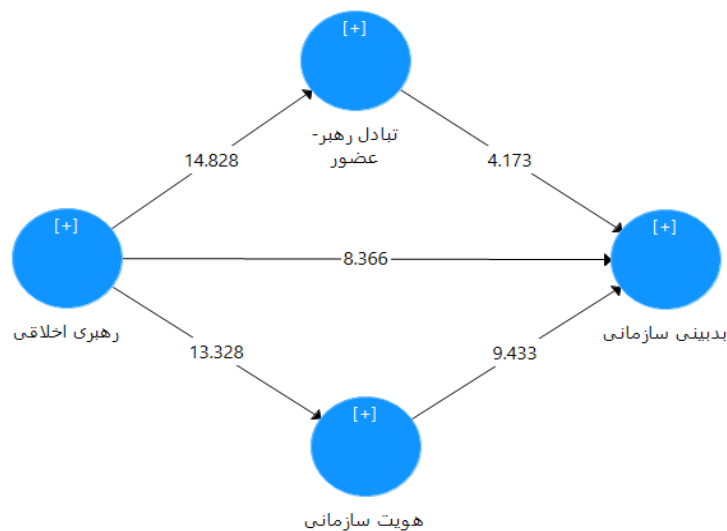 [+]
تبادل رهبر-
عضور
14.828
4.173
[+]
[+]
8.366
رهبری اخلاقی
بدبینی سازمانی
13.328
9.433
[+]
هویت سازمانی